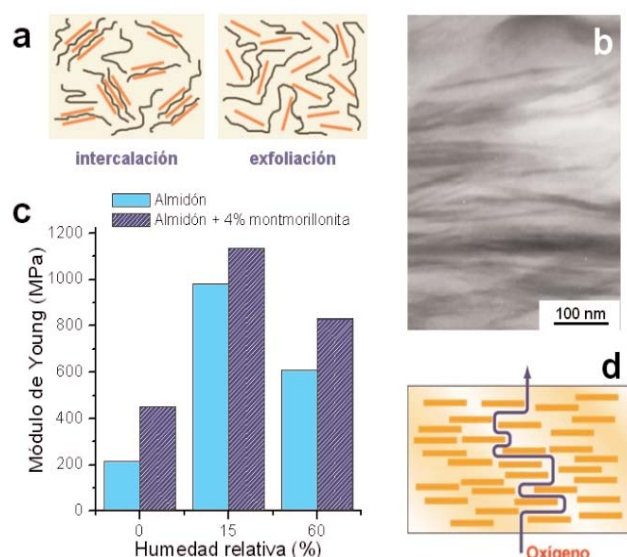 a
intercalación
exfoliación
b
100 nm
c
Almidón
Almidón + 4% montmorillonita
Módulo de Young (MPa)
1200
1000
800
600
400
200
0
0 15 60
Humedad relativa (%)
d
Oxígeno